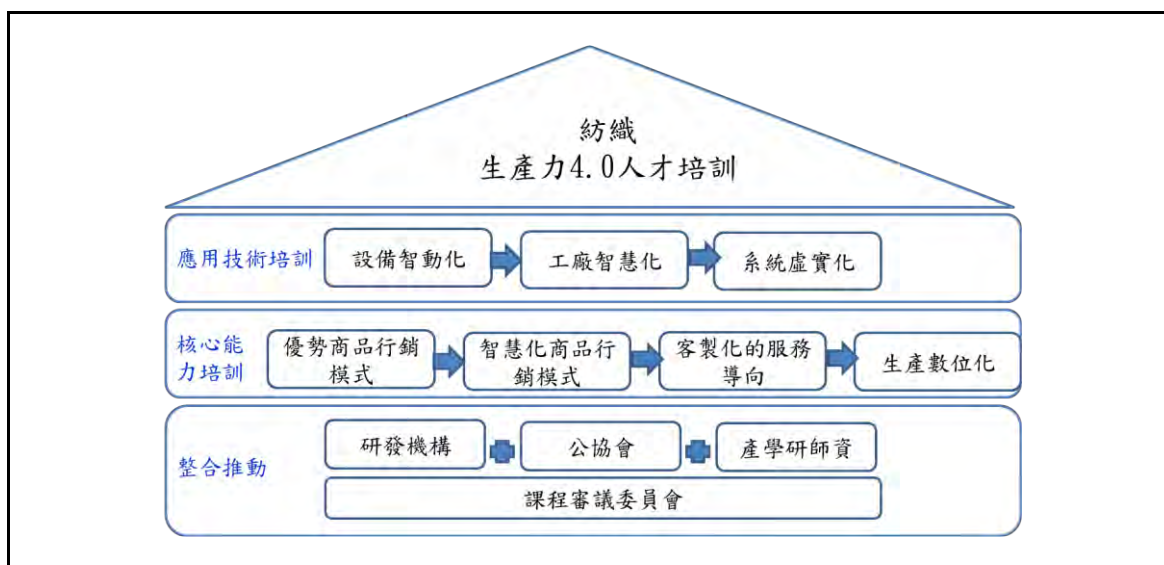 紡織
生產力4.0人才培訓
應用技術培訓
設備智動化
工廠智慧化
系統虛實化
核心能
力培訓
優勢商品行銷
模式
智慧化商品行
銷模式
客製化的服務
導向
生產數位化
整合推動
研發機構
公協會
產學研師資
課程審議委員會